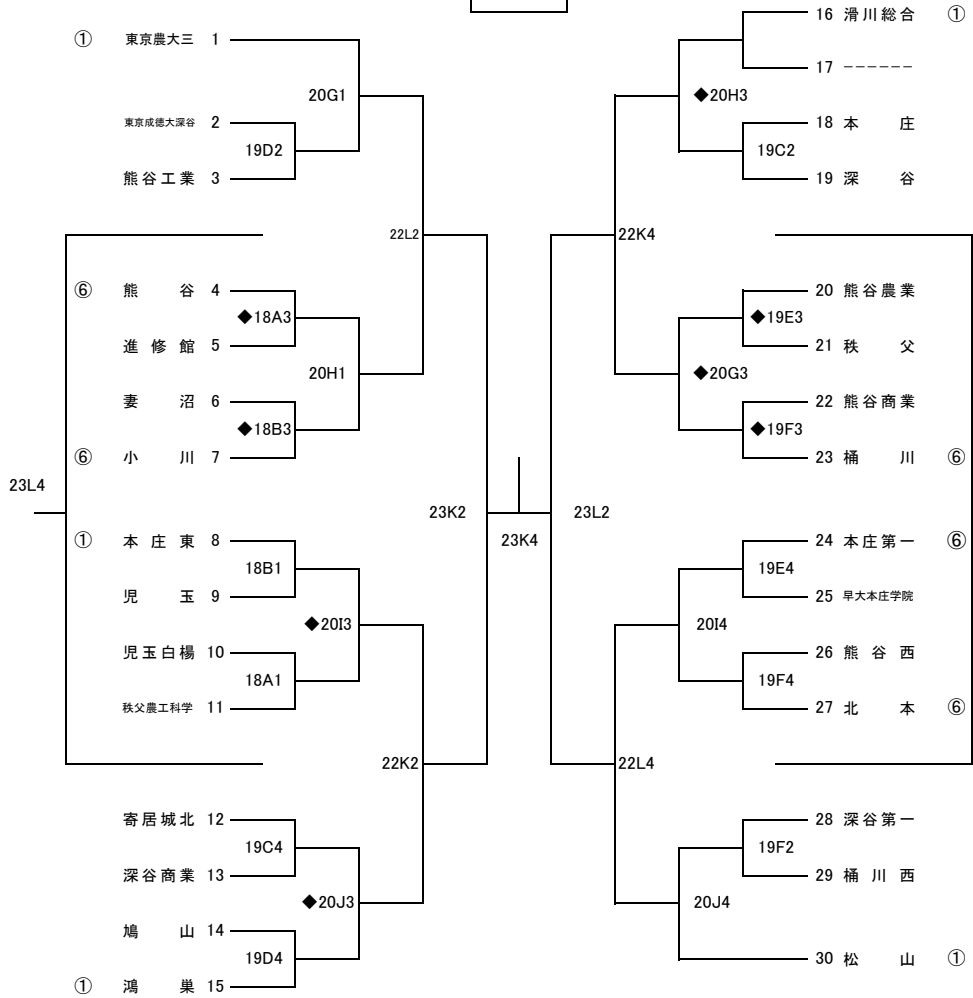 ① 東京農大三 1
20G1
東京成徳大深谷 2
19D2
熊谷工業 3
22L2
⑥ 熊谷 4
◆18A3
進修館 5
20H1
妻沼 6
◆18B3
⑥ 小川 7
23L4
23K2
① 本庄東 8
18B1
児玉 9
◆20I3
児玉白楊 10
18A1
秩父農工科学 11
22K2
寄居城北 12
19C4
深谷商業 13
◆20J3
鳩山 14
19D4
① 鴻巣 15
23K4
16 滑川総合 ①
17 ------
◆20H3
18 本庄
19C2
19 深谷
22K4
20 熊谷農業
◆19E3
21 秩父
◆20G3
22 熊谷商業
◆19F3
23 桶川 ⑥
23L2
24 本庄第一 ⑥
19E4
25 早大本庄学院
20I4
26 熊谷西
19F4
27 北本 ⑥
22L4
28 深谷第一
19F2
29 桶川西
20J4
30 松山 ①